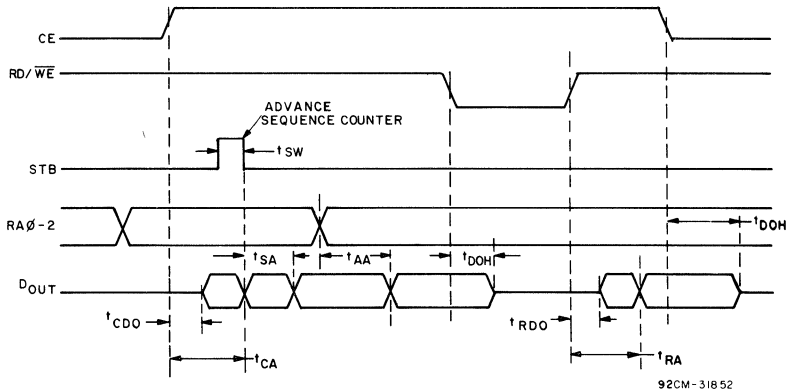 CE
RD/WE
ADVANCE
SEQUENCE COUNTER
tSW
STB
RAØ-2
tDOH
tSA
tAA
tDOH
DOUT
tCDO
tRDO
tCA
tRA
92CM-31852